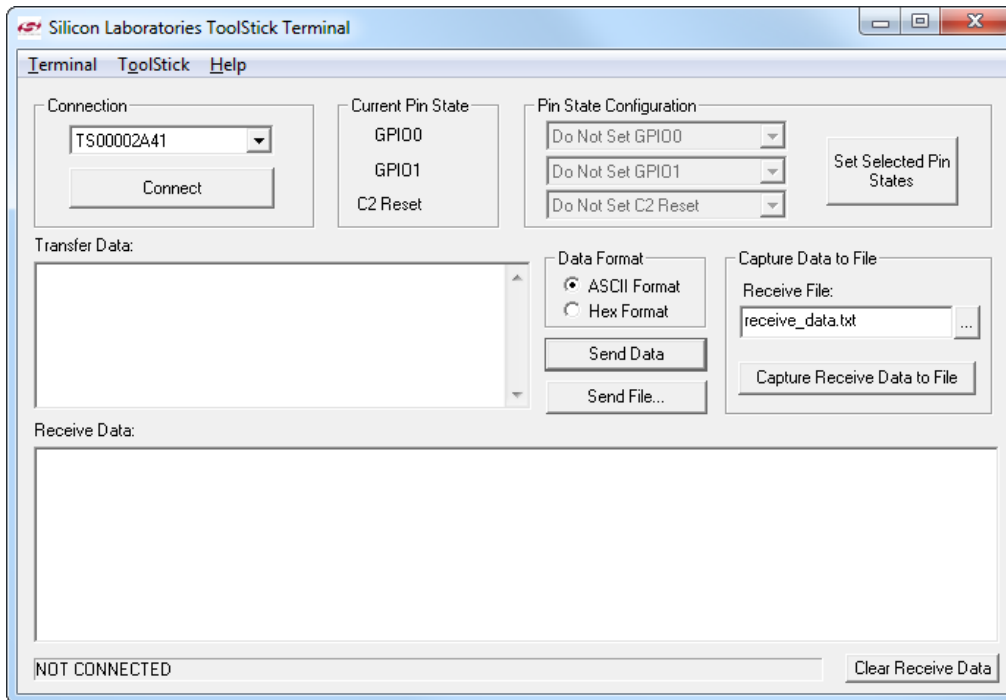 Silicon Laboratories ToolStick Terminal
Terminal ToolStick Help
Connection
TS00002A41
Connect
Current Pin State
GPIO0
GPIO1
C2 Reset
Pin State Configuration
Do Not Set GPIO0
Do Not Set GPIO1
Do Not Set C2 Reset
Set Selected Pin
States
Transfer Data:
Data Format
ASCII Format
Hex Format
Send Data
Send File...
Capture Data to File
Receive File:
receive_data.txt
...
Capture Receive Data to File
Receive Data:
NOT CONNECTED
Clear Receive Data